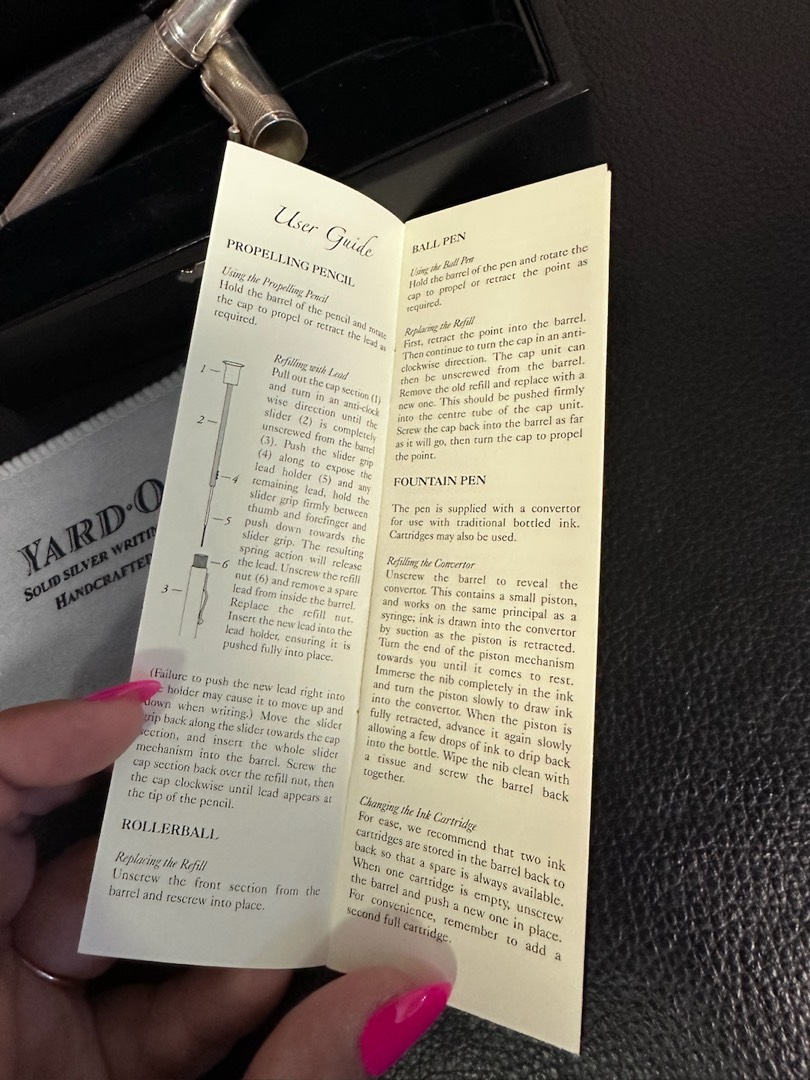 User Guide
PROPELLING PENCIL
Using the Propelling Pencil
Hold the barrel of the pencil and rotate
the cap to propel or retract the lead as
required.
Refilling with Lead
Pull out the cap section (1)
and turn in an anti-clock
wise direction until the
slider (2) is completely
unscrewed from the barrel
(3). Push the slider grip
(4) along to expose the
lead holder (5) and any
remaining lead, hold the
slider grip firmly between
thumb and forefinger and
push down towards the
slider grip. The resulting
spring action will release
the lead. Unscrew the refill
nut (6) and remove a spare
lead from inside the barrel.
Replace the refill nut.
Insert the new lead into the
lead holder, ensuring it is
pushed fully into place.
1
2
4
5
6
3
(Failure to push the new lead right into
holder may cause it to move up and
down when writing.) Move the slider
grip back along the slider towards the cap
section, and insert the whole slider
mechanism into the barrel. Screw the
cap section back over the refill nut, then
the cap clockwise until lead appears at
the tip of the pencil.
ROLLERBALL
Replacing the Refill
Unscrew the front section from the
barrel and rescrew into place.
BALL PEN
Using the Ball Pen
Hold the barrel of the pen and rotate the
cap to propel or retract the point as
required.
Replacing the Refill
First, retract the point into the barrel.
Then continue to turn the cap in an anti-
clockwise direction. The cap unit can
then be unscrewed from the barrel.
Remove the old refill and replace with a
new one. This should be pushed firmly
into the centre tube of the cap unit.
Screw the cap back into the barrel as far
as it will go, then turn the cap to propel
the point.
FOUNTAIN PEN
The pen is supplied with a convertor
for use with traditional bottled ink.
Cartridges may also be used.
Refilling the Convertor
Unscrew the barrel to reveal the
convertor. This contains a small piston,
and works on the same principal as a
syringe; ink is drawn into the convertor
by suction as the piston is retracted.
Turn the end of the piston mechanism
towards you until it comes to rest.
Immerse the nib completely in the ink
and turn the piston slowly to draw ink
into the convertor. When the piston is
fully retracted, advance it again slowly
allowing a few drops of ink to drip back
into the bottle. Wipe the nib clean with
a tissue and screw the barrel back
together.
Changing the Ink Cartridge
For ease, we recommend that two ink
cartridges are stored in the barrel back to
back so that a spare is always available.
When one cartridge is empty, unscrew
the barrel and push a new one in place.
For convenience, remember to add a
second full cartridge.
YARD·O
SOLID SILVER WRITIN
HANDCRAFTE